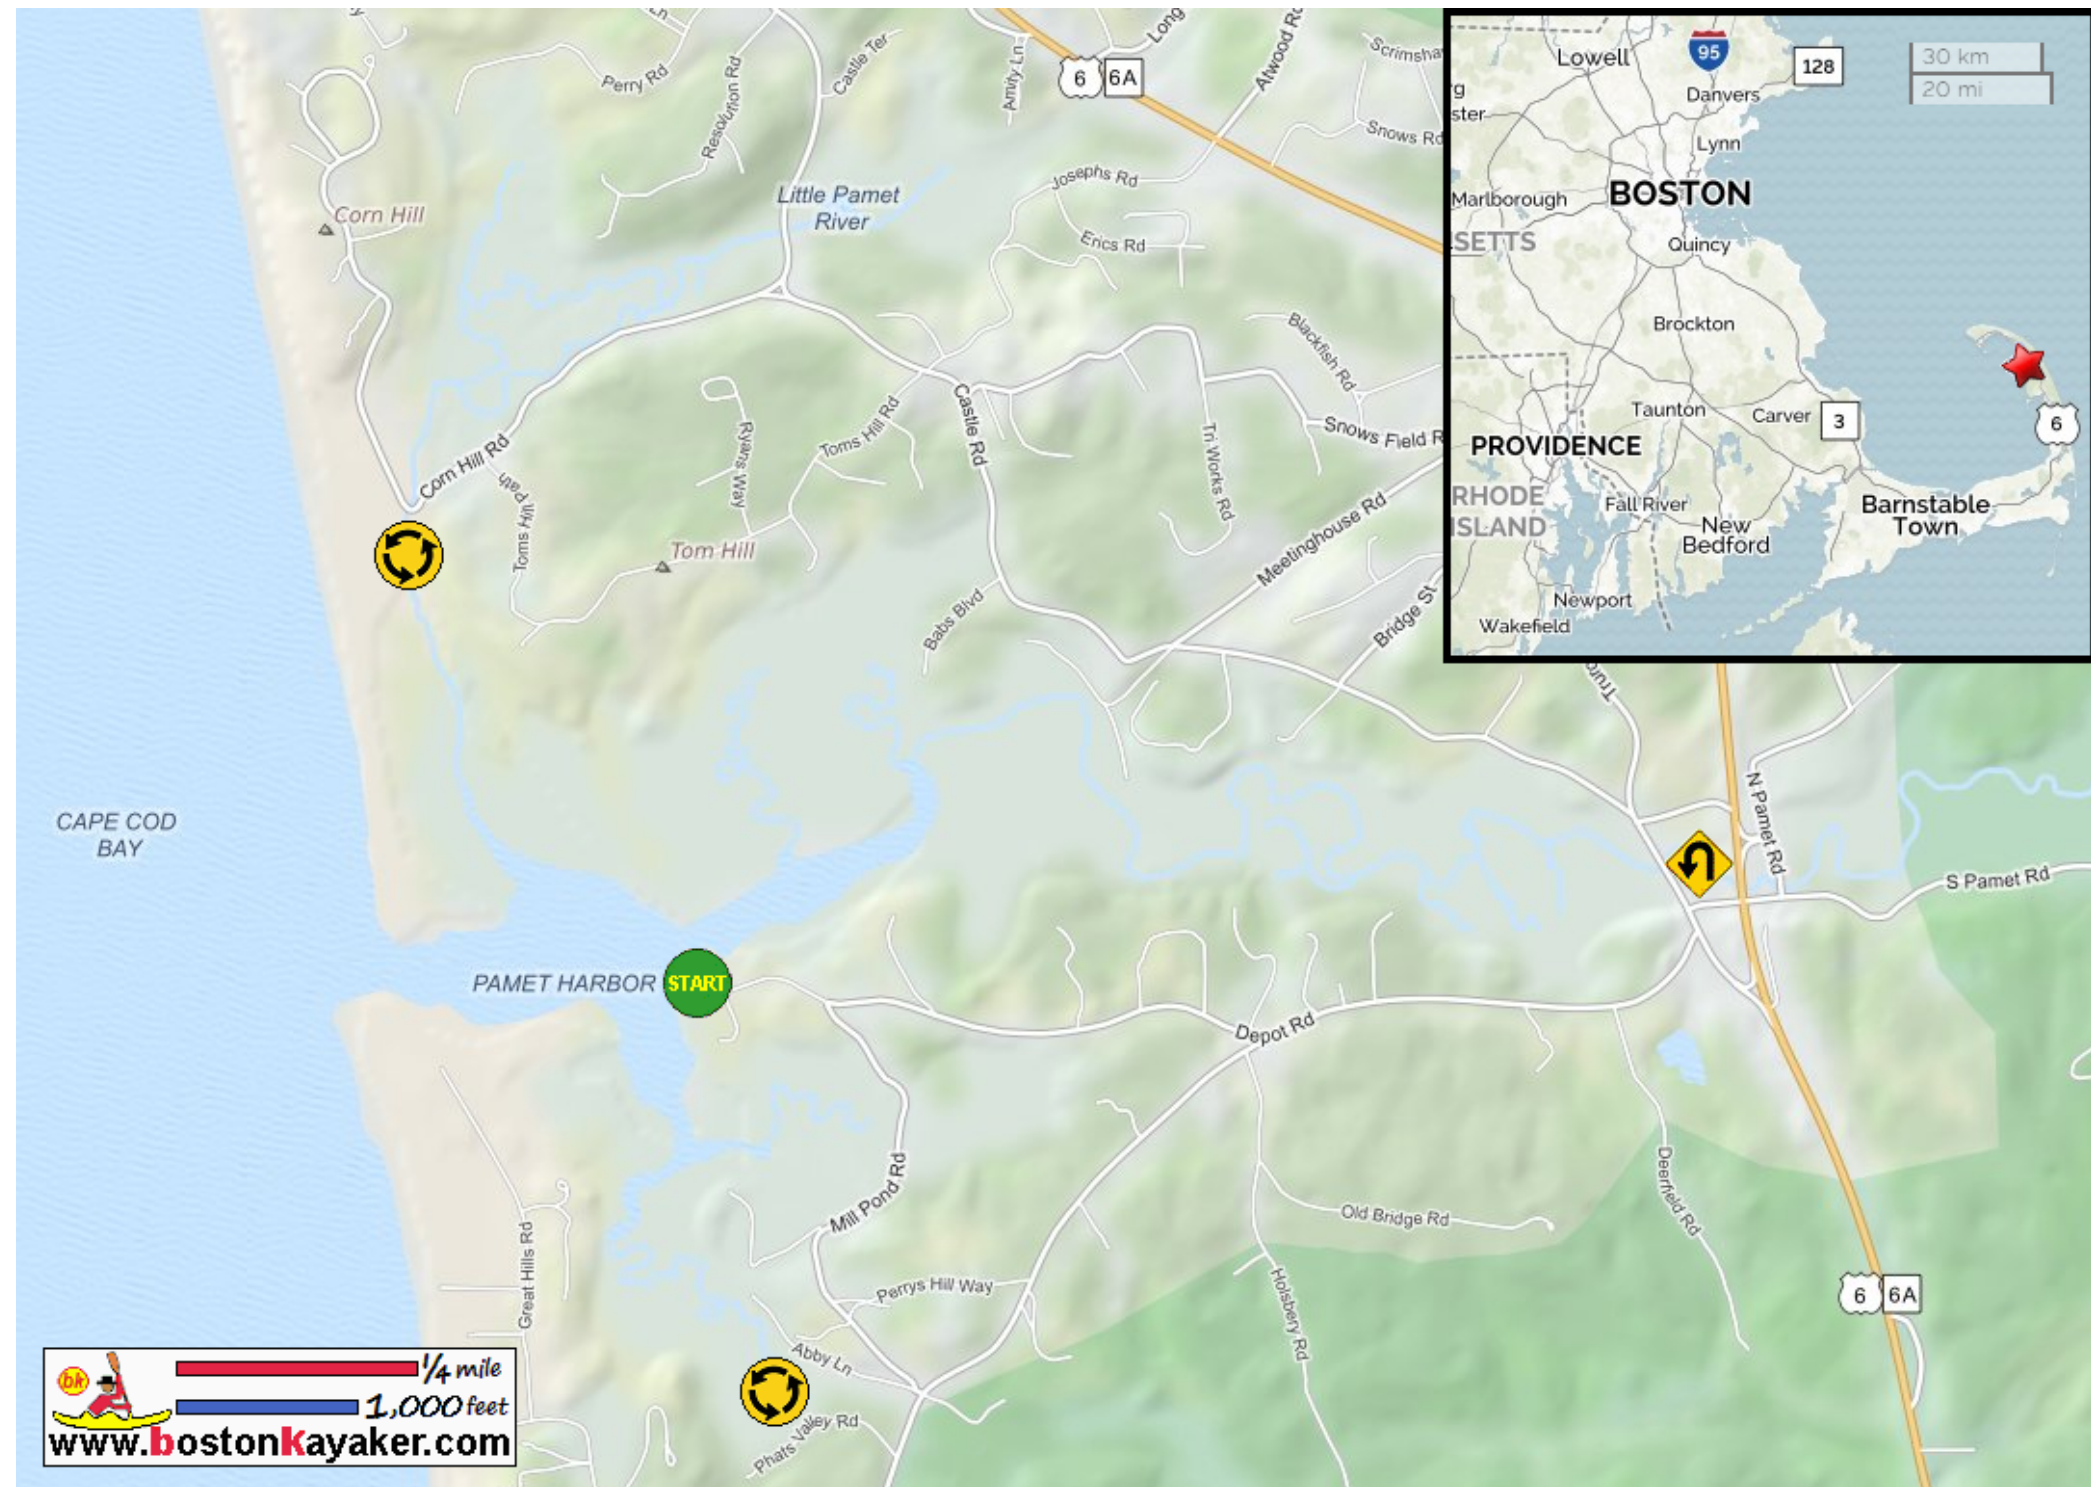 Ln
Perry Rd
Resolution Rd
Castle Ter
Amity Ln
Long
Atwood Rd
Scrimsha
6 6A
Snows Rd
Josephs Rd
Erics Rd
Little Pamet
River
Corn Hill
Blackfish Rd
Corn Hill Rd
Toms Hill Path
Ryans Way
Toms Hill Rd
Castle Rd
Tri Works Rd
Snows Field R
Meetinghouse Rd
Tom Hill
Babs Blvd
Bridge St
CAPE COD
BAY
N Pamet Rd
S Pamet Rd
PAMET HARBOR
START
Depot Rd
Mill Pond Rd
Old Bridge Rd
Deerfield Rd
Great Hills Rd
Perrys Hill Way
Holsbery Rd
6 6A
Abby Ln
Phats Valley Rd
bk
1/4 mile
1,000 feet
www.bostonkayaker.com
Lowell
95
128
30 km
20 mi
Danvers
Lynn
Marlborough
BOSTON
SETTS
Quincy
Brockton
Taunton
Carver
3
6
PROVIDENCE
RHODE
ISLAND
Fall River
New
Bedford
Barnstable
Town
Newport
Wakefield